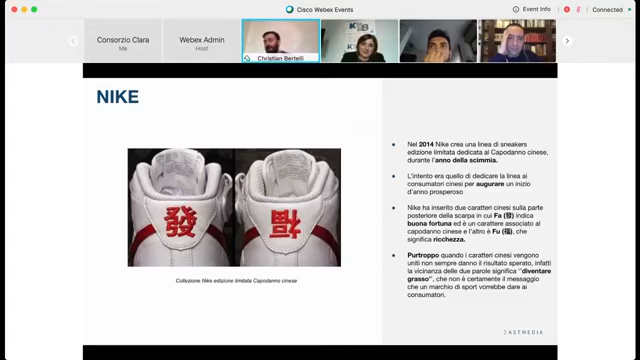 Cisco Webex Events
Event Info
Connected
Consorzio Clara
Me
Webex Admin
Host
Christian Bertelli
NIKE
發
福
Collezione Nike edizione limitata Capodanno cinese
● Nel 2014 Nike crea una linea di sneakers
edizione limitata dedicata al Capodanno cinese,
durante l'anno della scimmia.
● L'intento era quello di dedicare la linea ai
consumatori cinesi per augurare un inizio
d'anno prosperoso
● Nike ha inserito due caratteri cinesi sulla parte
posteriore della scarpa in cui Fa (發) indica
buona fortuna ed è un carattere associato al
capodanno cinese e l'altro è Fu (福), che
significa ricchezza.
● Purtroppo quando i caratteri cinesi vengono
uniti non sempre danno il risultato sperato, infatti
la vicinanza delle due parole significa "diventare
grasso", che non è certamente il messaggio
che un marchio di sport vorrebbe dare ai
consumatori.
EASTMEDIA